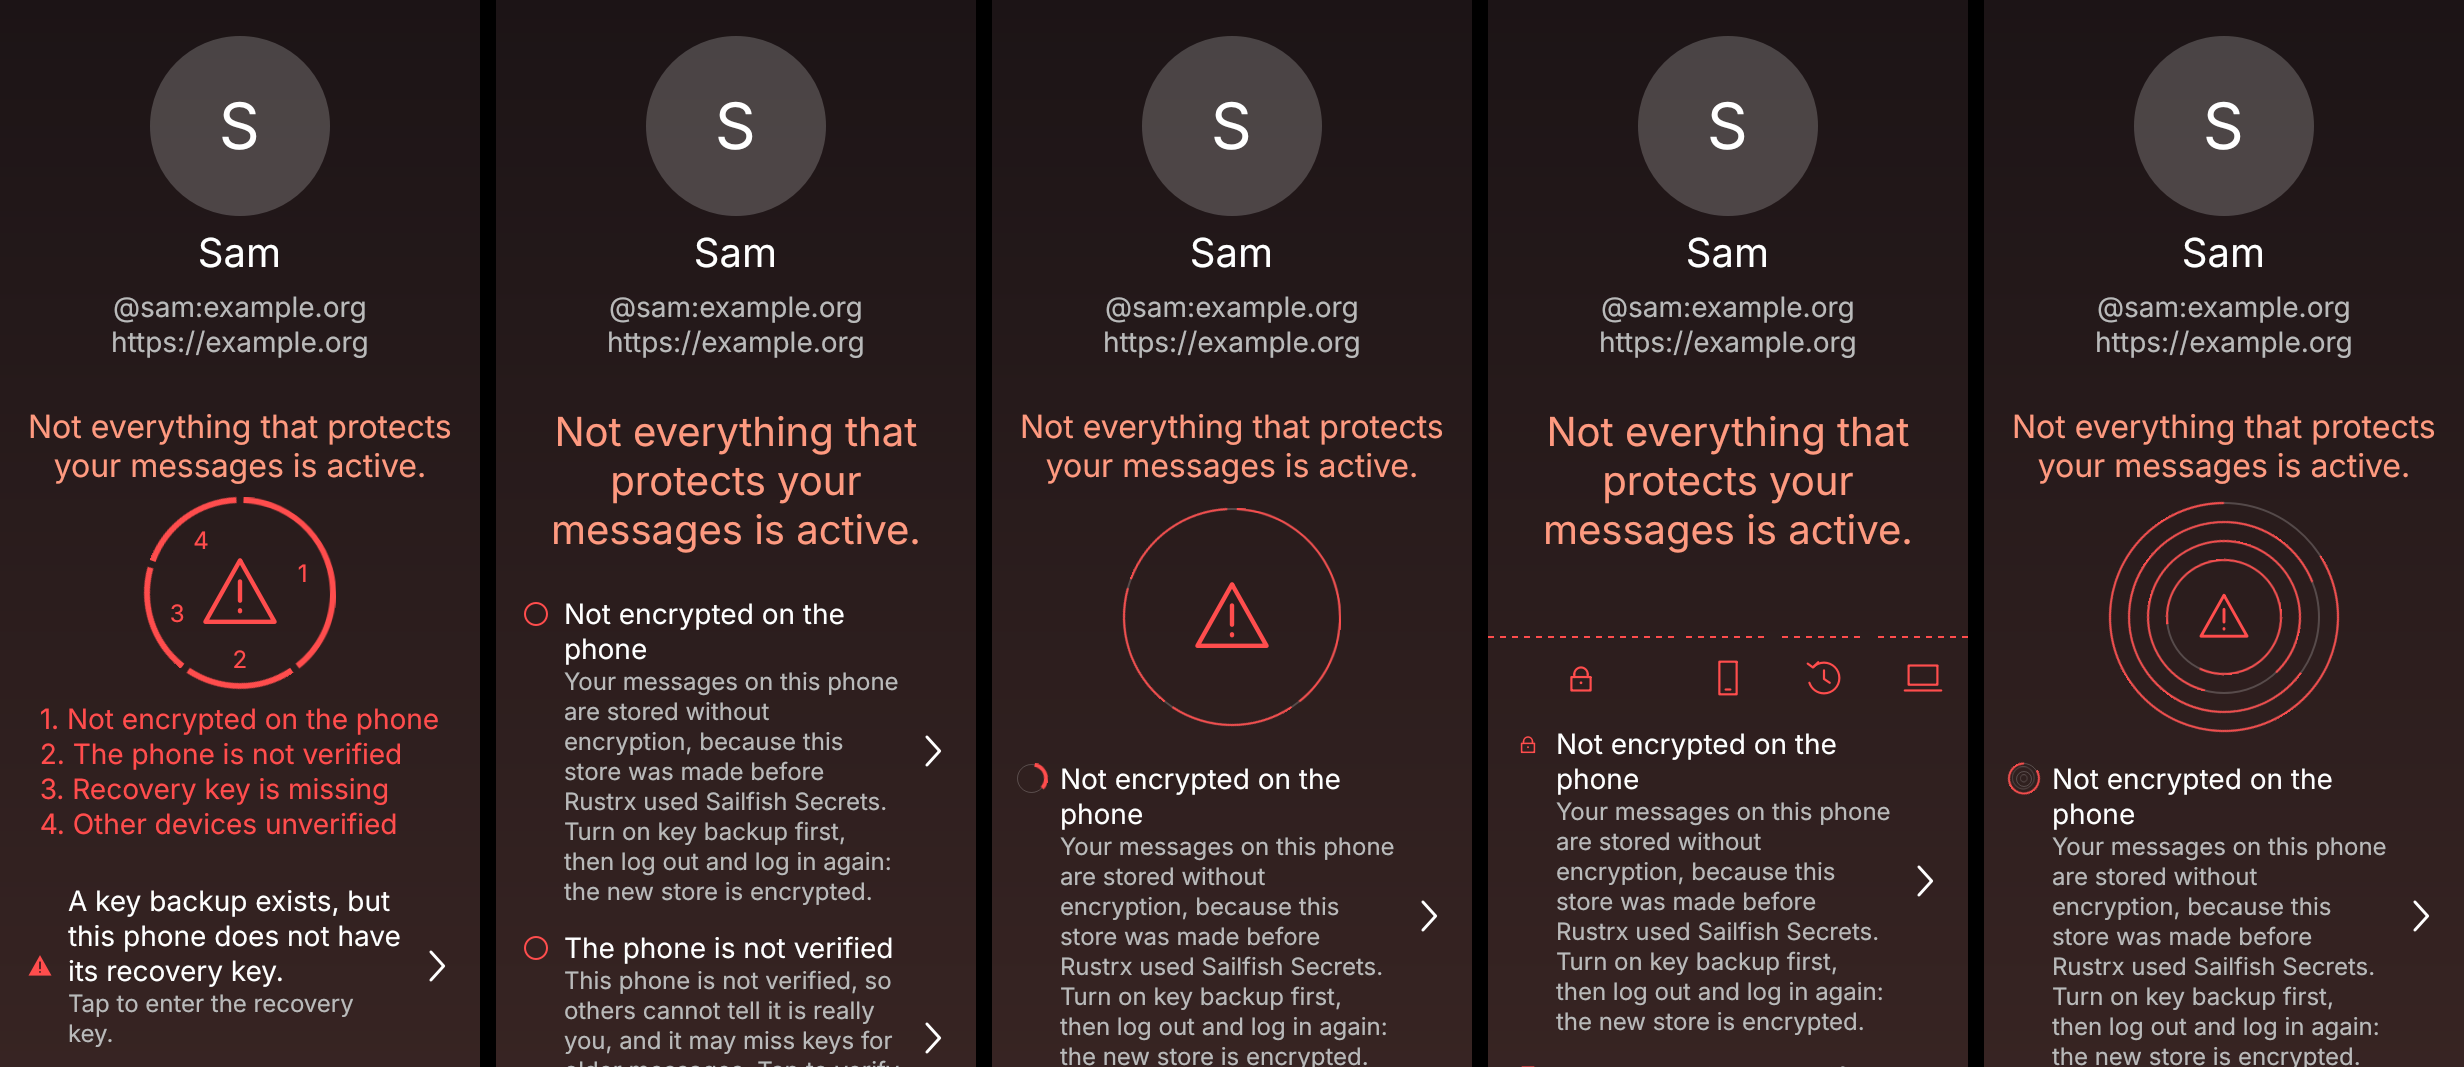 S
Sam
@sam:example.org
https://example.org
Not everything that protects
your messages is active.
4
1
3
2
1. Not encrypted on the phone
2. The phone is not verified
3. Recovery key is missing
4. Other devices unverified
A key backup exists, but
this phone does not have
its recovery key.
Tap to enter the recovery
key.
S
Sam
@sam:example.org
https://example.org
Not everything that
protects your
messages is active.
Not encrypted on the
phone
Your messages on this phone
are stored without
encryption, because this
store was made before
Rustrx used Sailfish Secrets.
Turn on key backup first,
then log out and log in again:
the new store is encrypted.
The phone is not verified
This phone is not verified, so
others cannot tell it is really
you, and it may miss keys for
older messages. Tap to verify
S
Sam
@sam:example.org
https://example.org
Not everything that protects
your messages is active.
Not encrypted on the
phone
Your messages on this phone
are stored without
encryption, because this
store was made before
Rustrx used Sailfish Secrets.
Turn on key backup first,
then log out and log in again:
the new store is encrypted.
S
Sam
@sam:example.org
https://example.org
Not everything that
protects your
messages is active.
Not encrypted on the
phone
Your messages on this phone
are stored without
encryption, because this
store was made before
Rustrx used Sailfish Secrets.
Turn on key backup first,
then log out and log in again:
the new store is encrypted.
S
Sam
@sam:example.org
https://example.org
Not everything that protects
your messages is active.
Not encrypted on the
phone
Your messages on this phone
are stored without
encryption, because this
store was made before
Rustrx used Sailfish Secrets.
Turn on key backup first,
then log out and log in again:
the new store is encrypted.